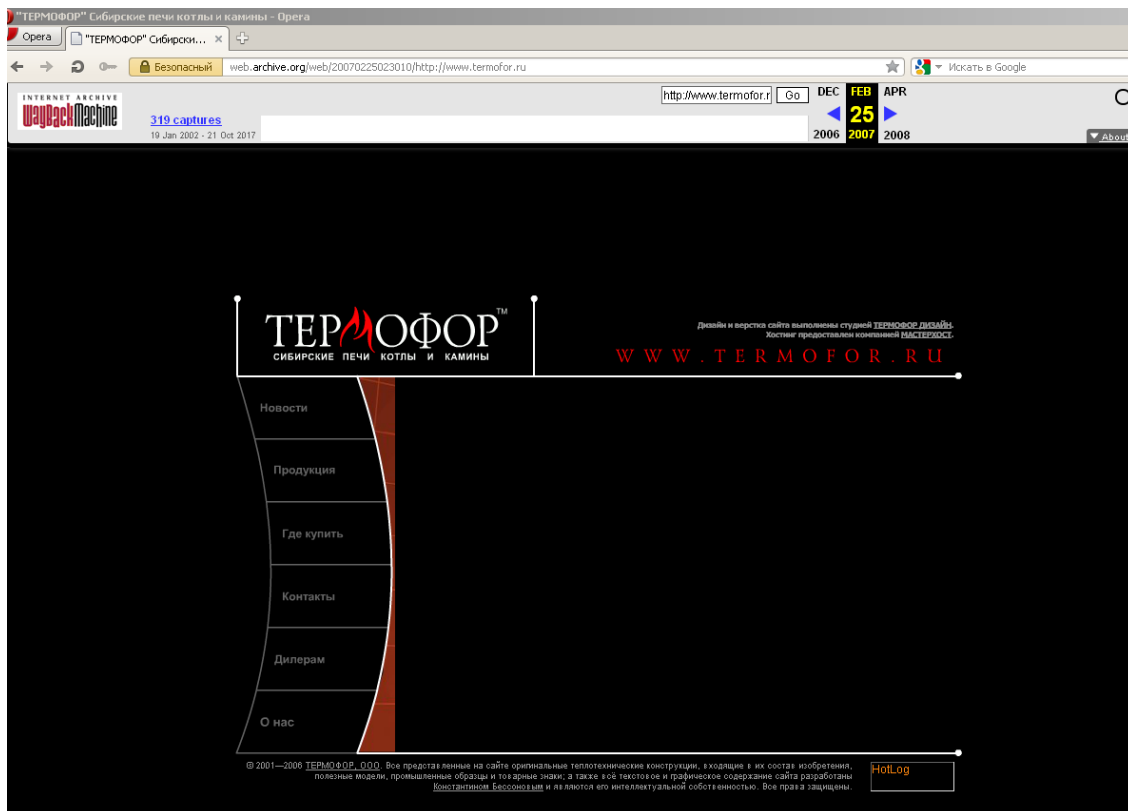 "ТЕРМОФОР" Сибирские печи котлы и камины - Opera
Opera
"ТЕРМОФОР" Сибирски...
Безопасный
web.archive.org/web/20070225023010/http://www.termofor.ru
Искать в Google
INTERNET ARCHIVE
WayBackMachine
http://www.termofor.r
Go
DEC FEB APR
319 captures
25
19 Jan 2002 - 21 Oct 2017
2006 2007 2008
About
ТЕРМОФОР™
СИБИРСКИЕ ПЕЧИ КОТЛЫ И КАМИНЫ
Дизайн и верстка сайта выполнены студией ТЕРМОФОР ДИЗАЙН.
Хостинг предоставлен компанией МАСТЕРХОСТ.
WWW.TERMOFOR.RU
Новости
Продукция
Где купить
Контакты
Дилерам
О нас
© 2001—2006 ТЕРМОФОР, ООО. Все представленные на сайте оригинальные теплотехнические конструкции, входящие в их состав изобретения,
полезные модели, промышленные образцы и товарные знаки; а также всё текстовое и графическое содержание сайта разработаны
Константином Бессоновым и являются его интеллектуальной собственностью. Все права защищены.
HotLog